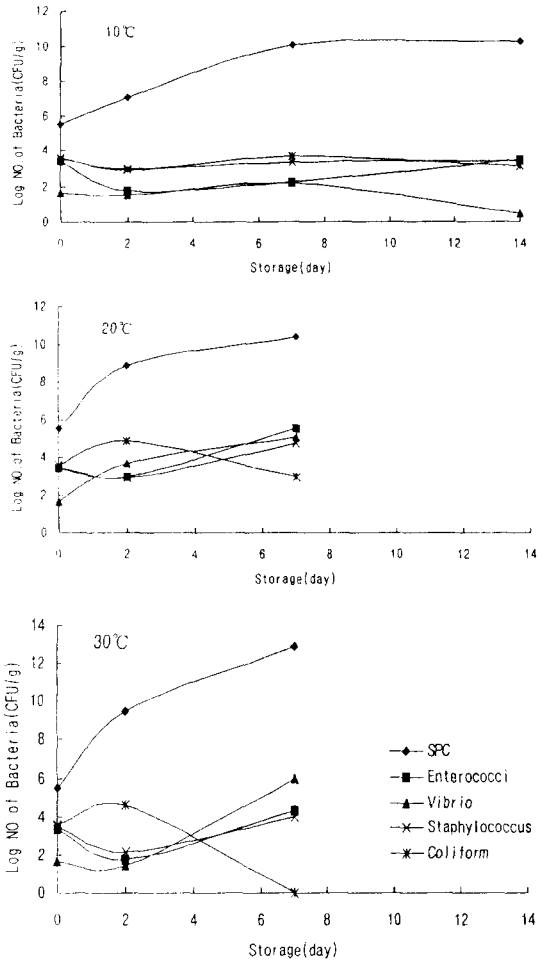 12
10℃
10
8
6
4
2
0
Log NO.of Bacteria(CFU/g)
0 2 4 6 8 10 12 14
Storage(day)
12
20℃
10
8
6
4
2
0
Log NO.of Bacteria(CFU/g)
0 2 4 6 8 10 12 14
Storage(day)
14
30℃
12
10
8
6
4
2
0
Log NO.of Bacteria(CFU/g)
SPC
Enterococci
Vibrio
Staphylococcus
Coliform
0 2 4 6 8 10 12 14
Storage(day)